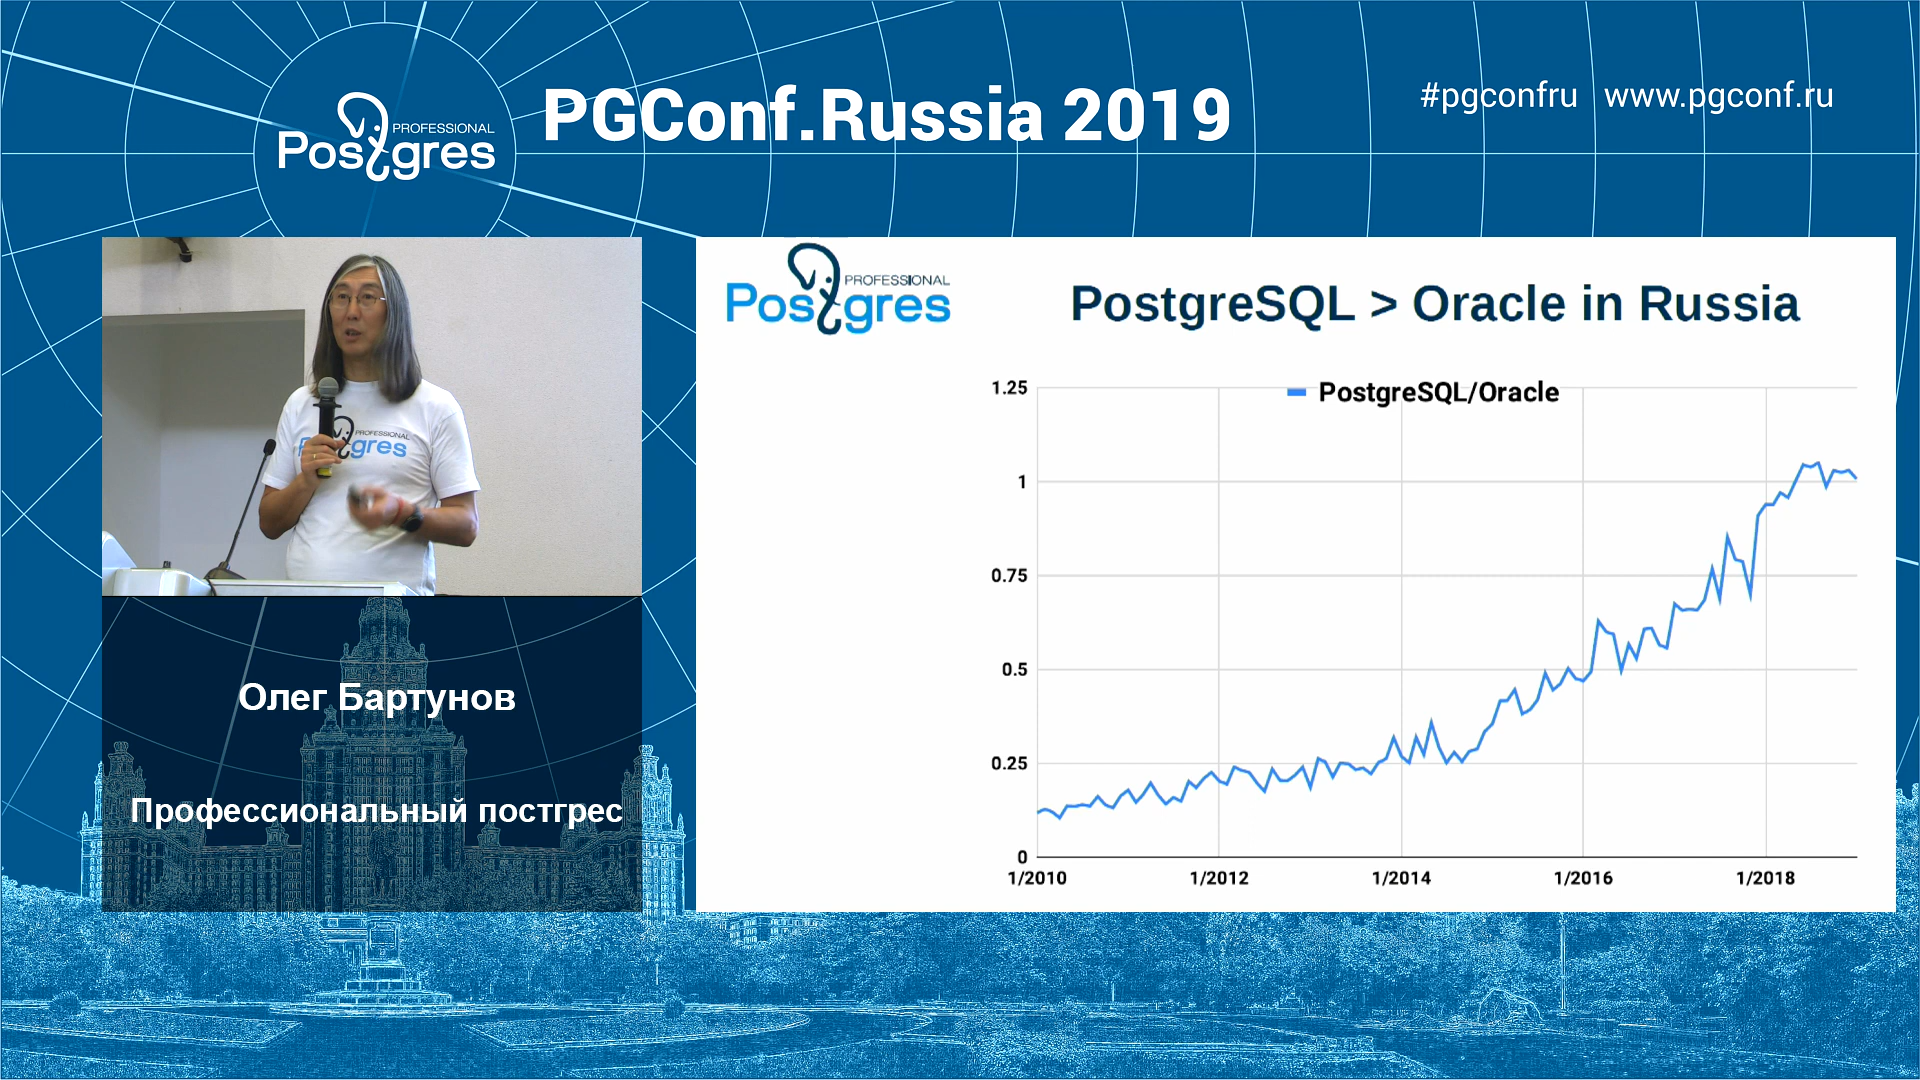 PROFESSIONAL
Postgres
PGConf.Russia 2019
#pgconfru www.pgconf.ru
PROFESSIONAL
gres
Олег Бартунов
Профессиональный постгрес
PROFESSIONAL
Postgres
PostgreSQL > Oracle in Russia
PostgreSQL/Oracle
1.25
1
0.75
0.5
0.25
0
1/2010 1/2012 1/2014 1/2016 1/2018